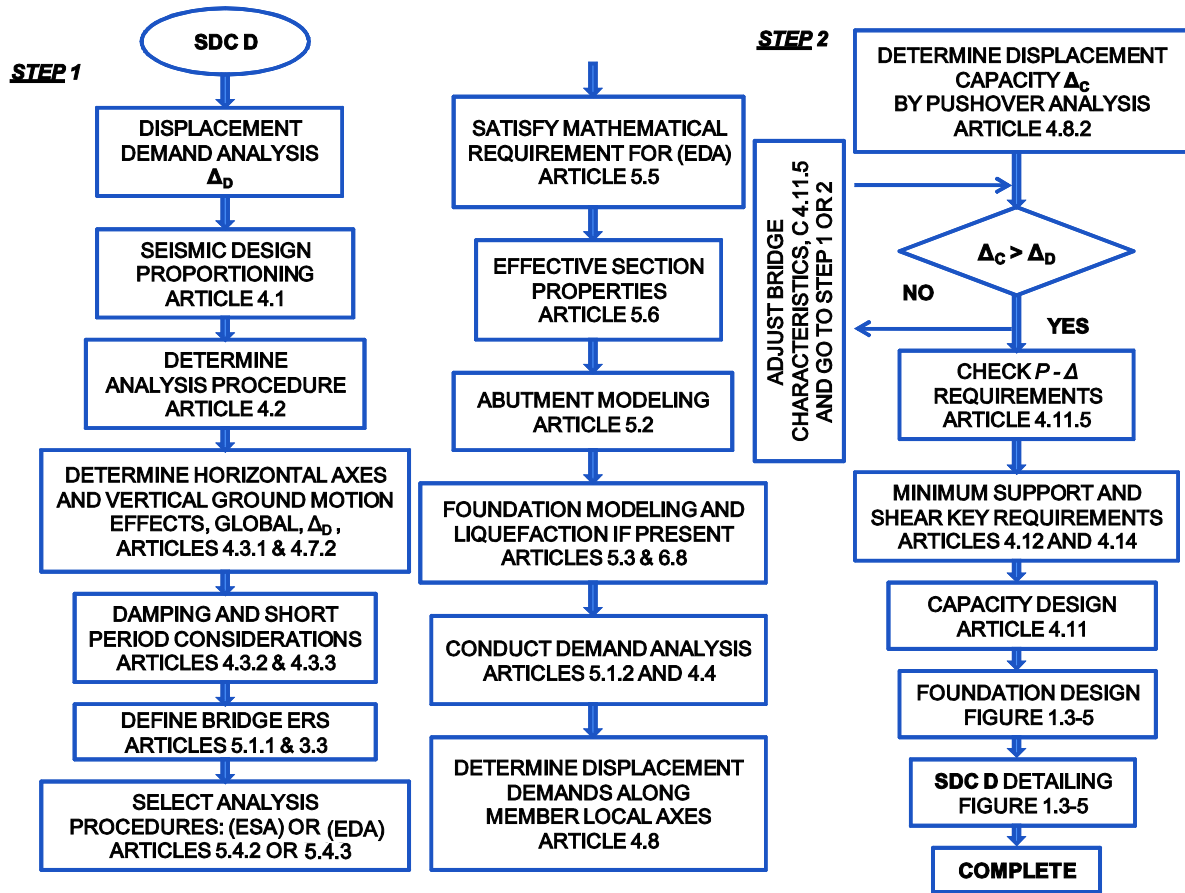 STEP 1
SDC D
DISPLACEMENT
DEMAND ANALYSIS
ΔD
SEISMIC DESIGN
PROPORTIONING
ARTICLE 4.1
DETERMINE
ANALYSIS PROCEDURE
ARTICLE 4.2
DETERMINE HORIZONTAL AXES
AND VERTICAL GROUND MOTION
EFFECTS, GLOBAL, ΔD ,
ARTICLES 4.3.1 & 4.7.2
DAMPING AND SHORT
PERIOD CONSIDERATIONS
ARTICLES 4.3.2 & 4.3.3
DEFINE BRIDGE ERS
ARTICLES 5.1.1 & 3.3
SELECT ANALYSIS
PROCEDURES: (ESA) OR (EDA)
ARTICLES 5.4.2 OR 5.4.3
SATISFY MATHEMATICAL
REQUIREMENT FOR (EDA)
ARTICLE 5.5
EFFECTIVE SECTION
PROPERTIES
ARTICLE 5.6
ABUTMENT MODELING
ARTICLE 5.2
FOUNDATION MODELING AND
LIQUEFACTION IF PRESENT
ARTICLES 5.3 & 6.8
CONDUCT DEMAND ANALYSIS
ARTICLES 5.1.2 AND 4.4
DETERMINE DISPLACEMENT
DEMANDS ALONG
MEMBER LOCAL AXES
ARTICLE 4.8
STEP 2
DETERMINE DISPLACEMENT
CAPACITY ΔC
BY PUSHOVER ANALYSIS
ARTICLE 4.8.2
ADJUST BRIDGE
CHARACTERISTICS, C 4.11.5
AND GO TO STEP 1 OR 2
ΔC > ΔD
NO
YES
CHECK P - Δ
REQUIREMENTS
ARTICLE 4.11.5
MINIMUM SUPPORT AND
SHEAR KEY REQUIREMENTS
ARTICLES 4.12 AND 4.14
CAPACITY DESIGN
ARTICLE 4.11
FOUNDATION DESIGN
FIGURE 1.3-5
SDC D DETAILING
FIGURE 1.3-5
COMPLETE